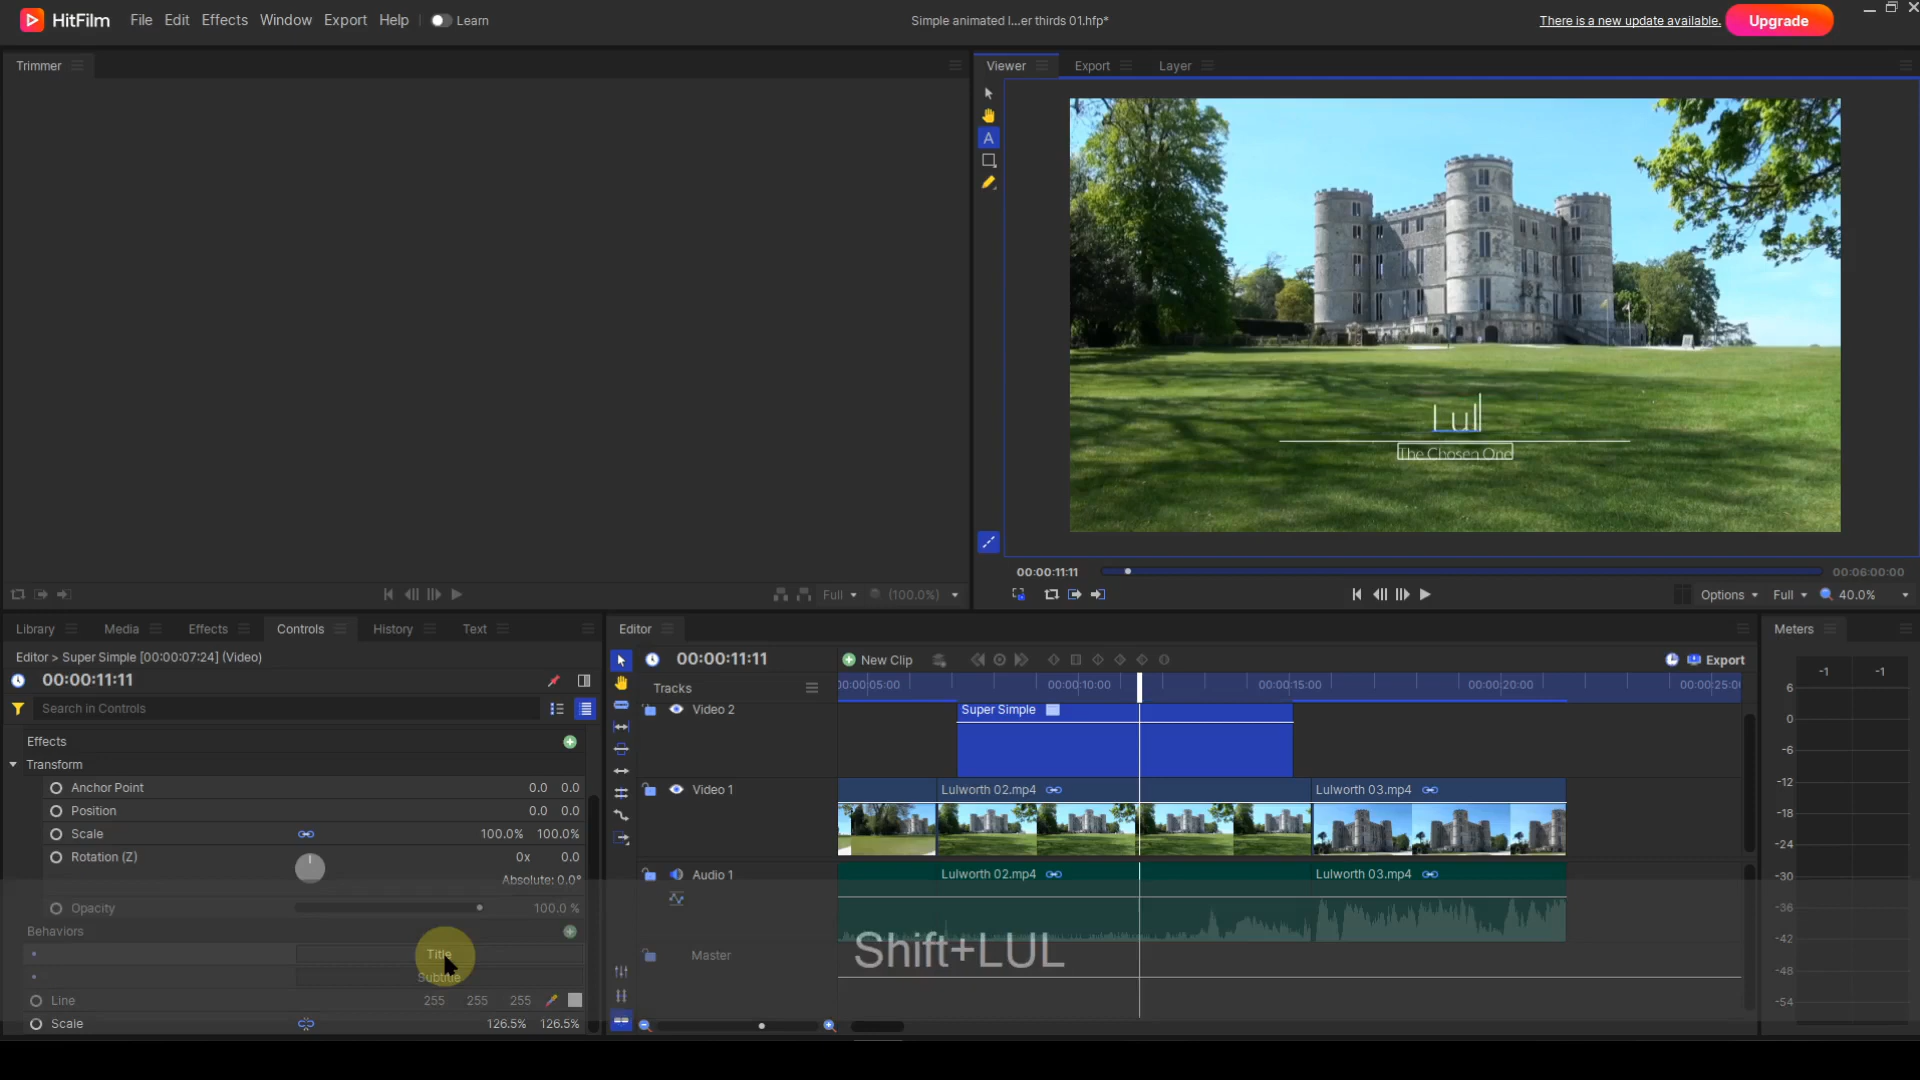 HitFilm File Edit Effects Window Export Help Learn
Simple animated l...er thirds 01.hfp*
There is a new update available. Upgrade
Trimmer
Viewer Export Layer
A
Lull
The Chosen One
00:00:11:11 00:06:00:00
Full (100.0%)
Options Full 40.0%
Library Media Effects Controls History Text
Editor > Super Simple [00:00:07:24] (Video)
00:00:11:11
Search in Controls
Effects
Transform
Anchor Point 0.0 0.0
Position 0.0 0.0
Scale 100.0% 100.0%
Rotation (Z) 0x 0.0
Absolute: 0.0°
Opacity 100.0 %
Behaviors
Title
Subtitle
Line 255 255 255
Scale 126.5% 126.5%
Editor
00:00:11:11 New Clip Export
Tracks
00:00:05:00 00:00:10:00 00:00:15:00 00:00:20:00 00:00:25:0
Video 2 Super Simple
Video 1 Lulworth 02.mp4 Lulworth 03.mp4
Audio 1 Lulworth 02.mp4 Lulworth 03.mp4
Master
Shift+LUL
Meters
-1 -1
6
0
-6
-12
-18
-24
-30
-36
-42
-48
-54